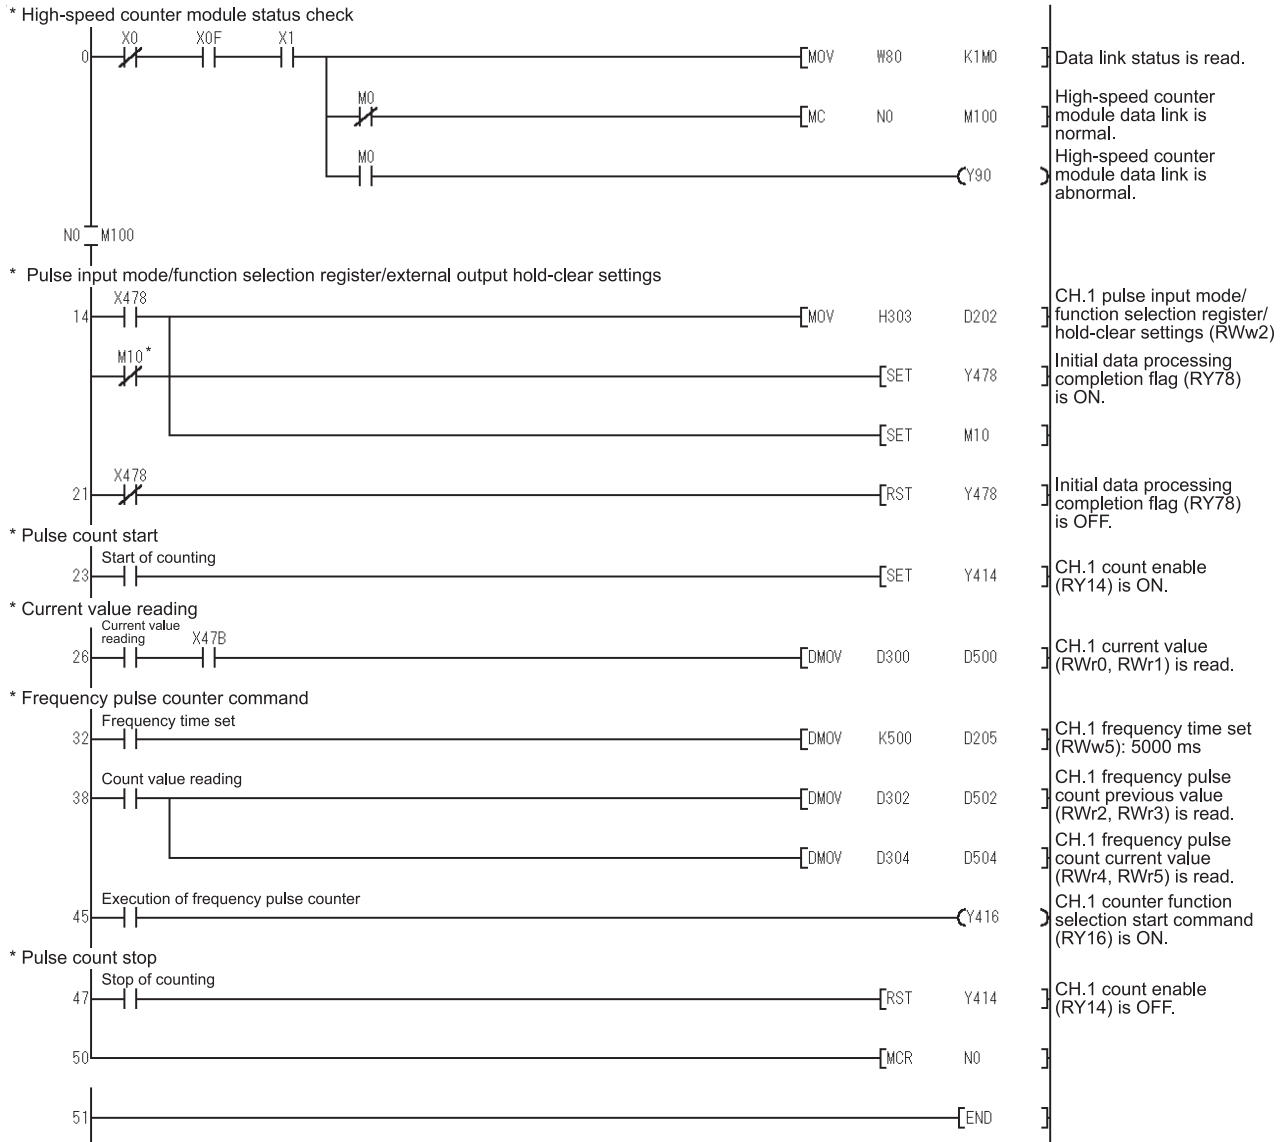 * High-speed counter module status check
X0 X0F X1
0 MOV W80 K1M0 Data link status is read.
M0
MC N0 M100
High-speed counter
module data link is
normal.
M0
Y90
High-speed counter
module data link is
abnormal.
N0 M100
* Pulse input mode/function selection register/external output hold-clear settings
X478
14 MOV H303 D202
CH.1 pulse input mode/
function selection register/
hold-clear settings (RWw2)
M10 *
SET Y478
Initial data processing
completion flag (RY78)
is ON.
SET M10
X478
21 RST Y478
Initial data processing
completion flag (RY78)
is OFF.
* Pulse count start
Start of counting
23 SET Y414
CH.1 count enable
(RY14) is ON.
* Current value reading
Current value
reading X47B
26 DMOV D300 D500
CH.1 current value
(RWr0, RWr1) is read.
* Frequency pulse counter command
Frequency time set
32 DMOV K500 D205
CH.1 frequency time set
(RWw5): 5000 ms
Count value reading
38 DMOV D302 D502
CH.1 frequency pulse
count previous value
(RWr2, RWr3) is read.
DMOV D304 D504
CH.1 frequency pulse
count current value
(RWr4, RWr5) is read.
Execution of frequency pulse counter
45 Y416
CH.1 counter function
selection start command
(RY16) is ON.
* Pulse count stop
Stop of counting
47 RST Y414
CH.1 count enable
(RY14) is OFF.
50 MCR N0
51 END